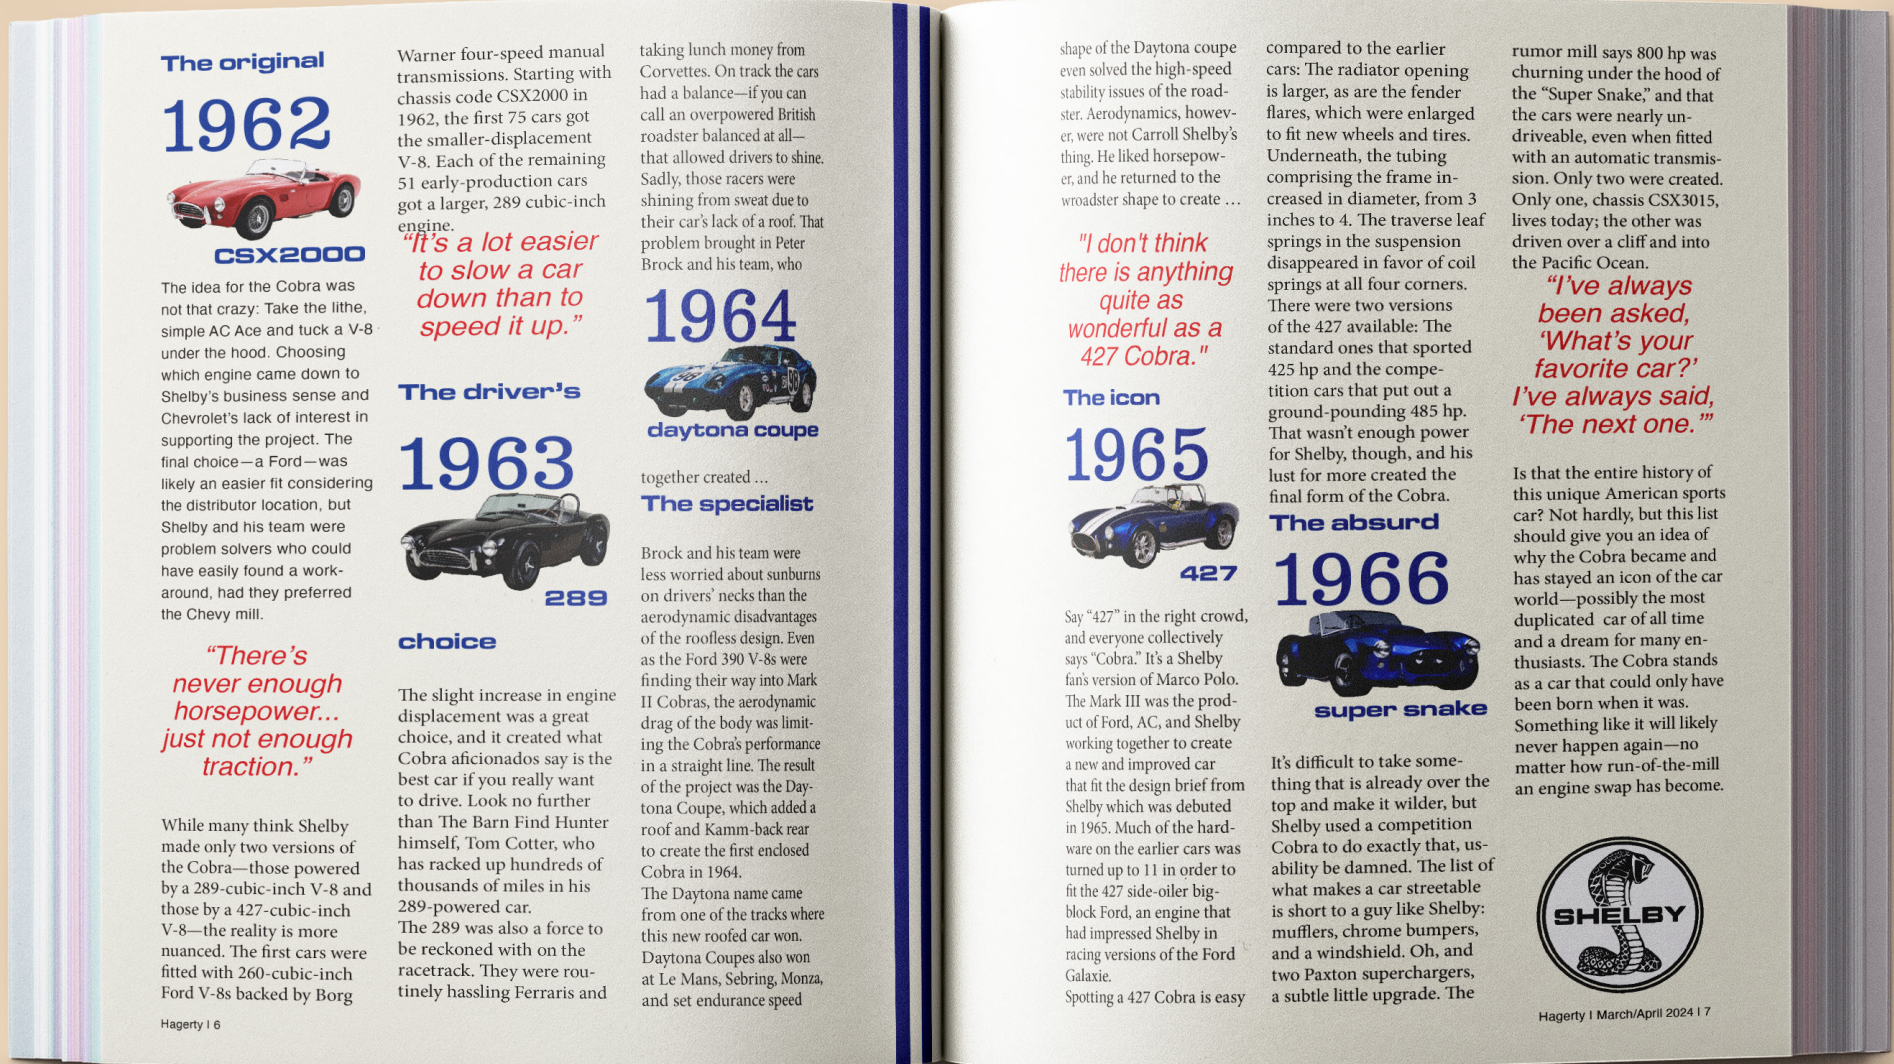 The original
1962
CSX2000
The idea for the Cobra was
not that crazy: Take the lithe,
simple AC Ace and tuck a V-8
under the hood. Choosing
which engine came down to
Shelby's business sense and
Chevrolet's lack of interest in
supporting the project. The
final choice—a Ford—was
likely an easier fit considering
the distributor location, but
Shelby and his team were
problem solvers who could
have easily found a work-
around, had they preferred
the Chevy mill.
“There’s
never enough
horsepower...
just not enough
traction.”
While many think Shelby
made only two versions of
the Cobra—those powered
by a 289-cubic-inch V-8 and
those by a 427-cubic-inch
V-8—the reality is more
nuanced. The first cars were
fitted with 260-cubic-inch
Ford V-8s backed by Borg
Hagerty | 6
Warner four-speed manual
transmissions. Starting with
chassis code CSX2000 in
1962, the first 75 cars got
the smaller-displacement
V-8. Each of the remaining
51 early-production cars
got a larger, 289 cubic-inch
engine.
“It’s a lot easier
to slow a car
down than to
speed it up.”
The driver's
1963
289
choice
The slight increase in engine
displacement was a great
choice, and it created what
Cobra aficionados say is the
best car if you really want
to drive. Look no further
than The Barn Find Hunter
himself, Tom Cotter, who
has racked up hundreds of
thousands of miles in his
289-powered car.
The 289 was also a force to
be reckoned with on the
racetrack. They were rou-
tinely hassling Ferraris and
taking lunch money from
Corvettes. On track the cars
had a balance—if you can
call an overpowered British
roadster balanced at all—
that allowed drivers to shine.
Sadly, those racers were
shining from sweat due to
their car’s lack of a roof. That
problem brought in Peter
Brock and his team, who
1964
98
98
daytona coupe
together created ...
The specialist
Brock and his team were
less worried about sunburns
on drivers’ necks than the
aerodynamic disadvantages
of the roofless design. Even
as the Ford 390 V-8s were
finding their way into Mark
II Cobras, the aerodynamic
drag of the body was limit-
ing the Cobra’s performance
in a straight line. The result
of the project was the Day-
tona Coupe, which added a
roof and Kamm-back rear
to create the first enclosed
Cobra in 1964.
The Daytona name came
from one of the tracks where
this new roofed car won.
Daytona Coupes also won
at Le Mans, Sebring, Monza,
and set endurance speed
shape of the Daytona coupe
even solved the high-speed
stability issues of the road-
ster. Aerodynamics, howev-
er, were not Carroll Shelby’s
thing. He liked horsepow-
er, and he returned to the
wroadster shape to create …
"I don't think
there is anything
quite as
wonderful as a
427 Cobra."
The icon
1965
427
Say “427” in the right crowd,
and everyone collectively
says “Cobra.” It’s a Shelby
fan’s version of Marco Polo.
The Mark III was the prod-
uct of Ford, AC, and Shelby
working together to create
a new and improved car
that fit the design brief from
Shelby which was debuted
in 1965. Much of the hard-
ware on the earlier cars was
turned up to 11 in order to
fit the 427 side-oiler big-
block Ford, an engine that
had impressed Shelby in
racing versions of the Ford
Galaxie.
Spotting a 427 Cobra is easy
compared to the earlier
cars: The radiator opening
is larger, as are the fender
flares, which were enlarged
to fit new wheels and tires.
Underneath, the tubing
comprising the frame in-
creased in diameter, from 3
inches to 4. The traverse leaf
springs in the suspension
disappeared in favor of coil
springs at all four corners.
There were two versions
of the 427 available: The
standard ones that sported
425 hp and the compe-
tition cars that put out a
ground-pounding 485 hp.
That wasn’t enough power
for Shelby, though, and his
lust for more created the
final form of the Cobra.
The absurd
1966
super snake
It’s difficult to take some-
thing that is already over the
top and make it wilder, but
Shelby used a competition
Cobra to do exactly that, us-
ability be damned. The list of
what makes a car streetable
is short to a guy like Shelby:
mufflers, chrome bumpers,
and a windshield. Oh, and
two Paxton superchargers,
a subtle little upgrade. The
rumor mill says 800 hp was
churning under the hood of
the “Super Snake,” and that
the cars were nearly un-
driveable, even when fitted
with an automatic transmis-
sion. Only two were created.
Only one, chassis CSX3015,
lives today; the other was
driven over a cliff and into
the Pacific Ocean.
“I’ve always
been asked,
‘What’s your
favorite car?’
I’ve always said,
‘The next one.’”
Is that the entire history of
this unique American sports
car? Not hardly, but this list
should give you an idea of
why the Cobra became and
has stayed an icon of the car
world—possibly the most
duplicated car of all time
and a dream for many en-
thusiasts. The Cobra stands
as a car that could only have
been born when it was.
Something like it will likely
never happen again—no
matter how run-of-the-mill
an engine swap has become.
SHELBY
Hagerty | March/April 2024 | 7